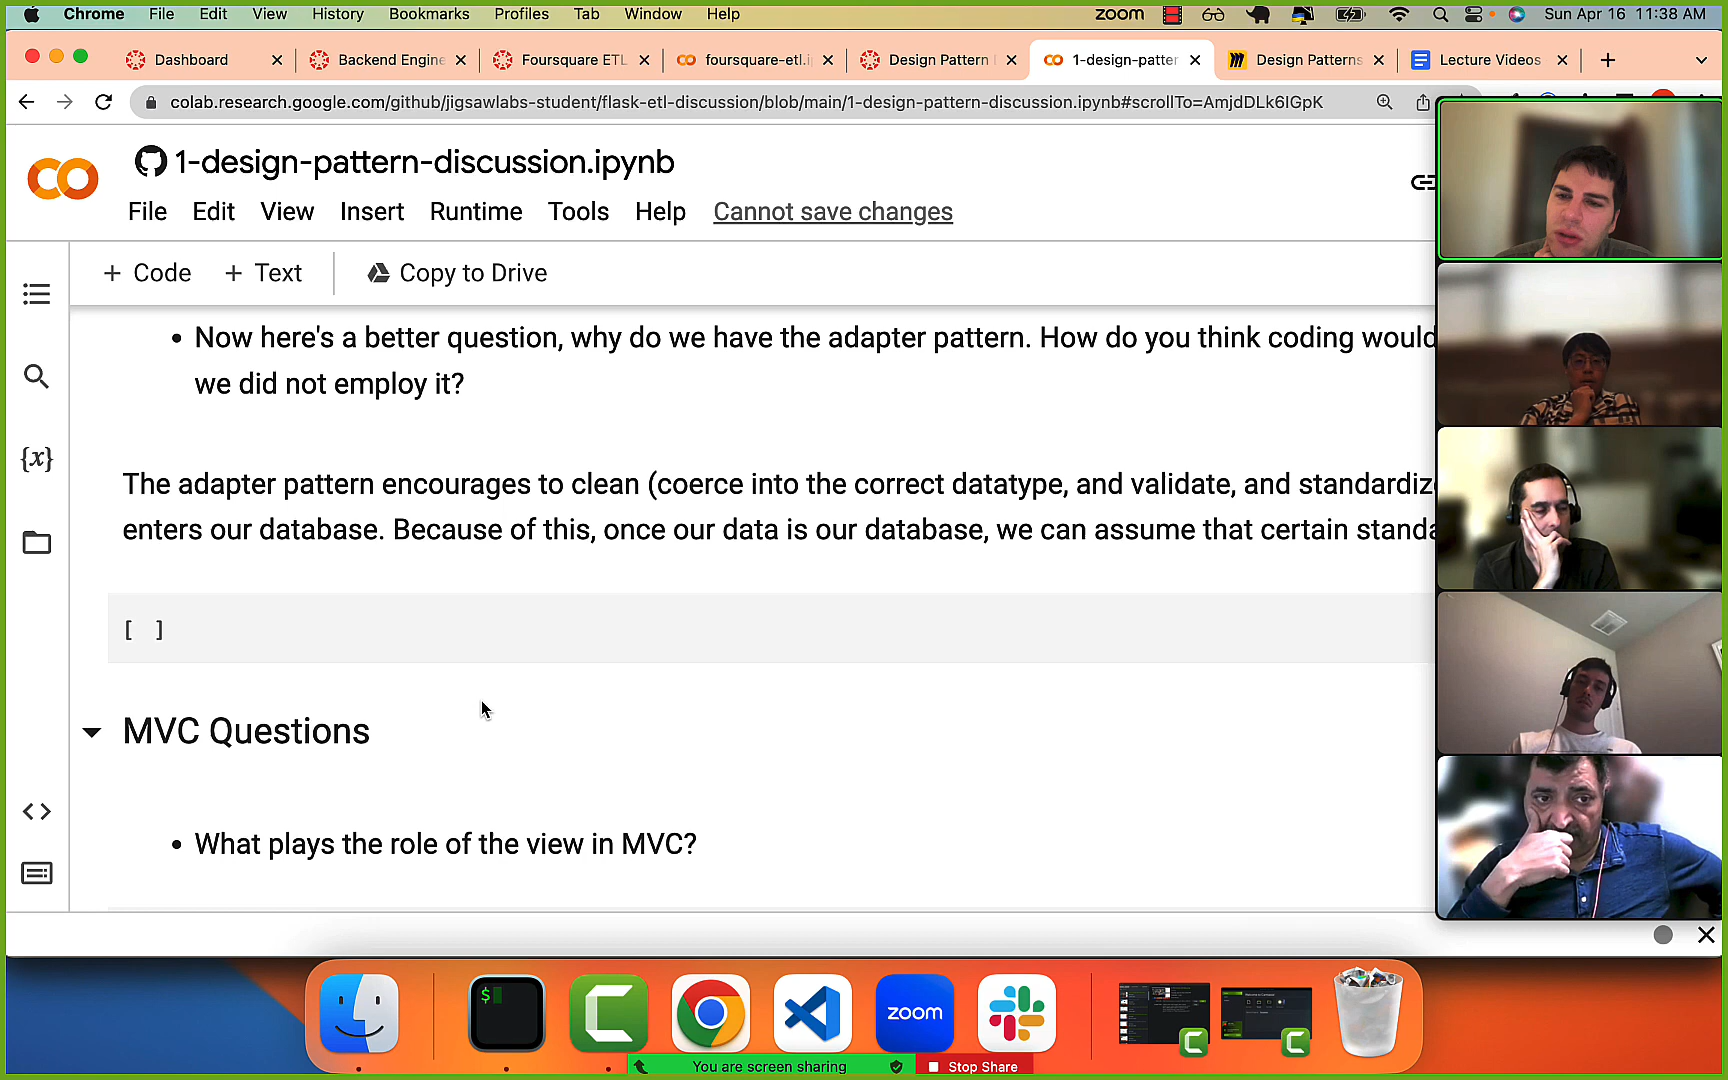 Chrome File Edit View History Bookmarks Profiles Tab Window Help zoom Sun Apr 16 11:38 AM
Dashboard Backend Engine Foursquare ETL foursquare-etl.i Design Pattern 1-design-patter Design Patterns Lecture Videos
colab.research.google.com/github/jigsawlabs-student/flask-etl-discussion/blob/main/1-design-pattern-discussion.ipynb#scrollTo=AmjdDLk6IGpK
1-design-pattern-discussion.ipynb
File Edit View Insert Runtime Tools Help Cannot save changes
+ Code + Text Copy to Drive
• Now here's a better question, why do we have the adapter pattern. How do you think coding would
we did not employ it?
The adapter pattern encourages to clean (coerce into the correct datatype, and validate, and standardize
enters our database. Because of this, once our data is our database, we can assume that certain standa
[ ]
MVC Questions
• What plays the role of the view in MVC?
{x}
$
zoom
You are screen sharing Stop Share